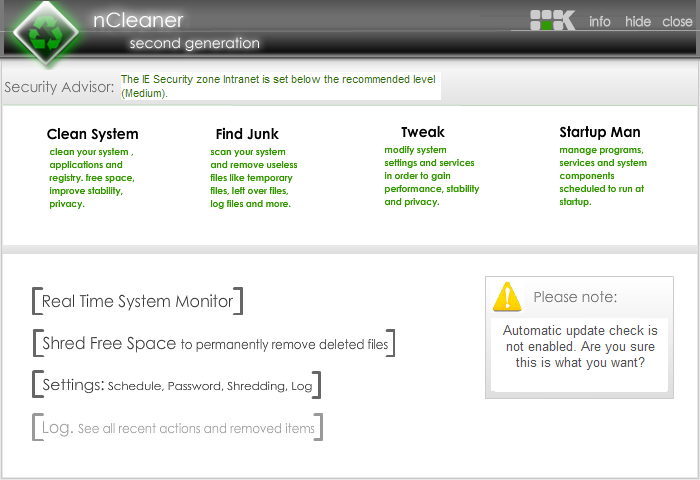 nCleaner
second generation
K info hide close
Security Advisor: The IE Security zone Intranet is set below the recommended level
(Medium).
Clean System
clean your system ,
applications and
registry. free space,
improve stability,
privacy.
Find Junk
scan your system
and remove useless
files like temporary
files, left over files,
log files and more.
Tweak
modify system
settings and services
in order to gain
performance, stability
and privacy.
Startup Man
manage programs,
services and system
components
scheduled to run at
startup.
[Real Time System Monitor]
[Shred Free Space to permanently remove deleted files]
[Settings: Schedule, Password, Shredding, Log]
[Log. See all recent actions and removed items]
Please note:
Automatic update check is
not enabled. Are you sure
this is what you want?